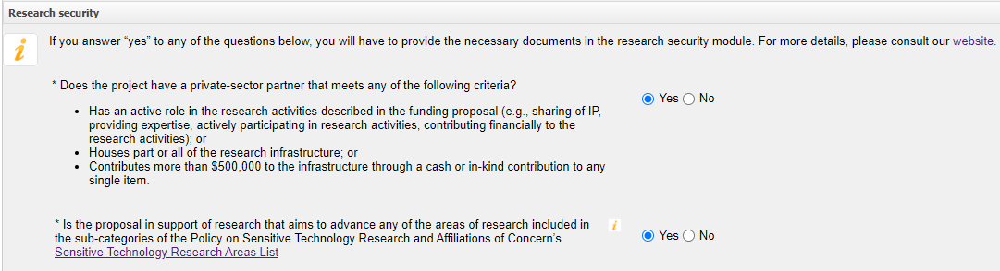 Research security
If you answer “yes” to any of the questions below, you will have to provide the necessary documents in the research security module. For more details, please consult our website.
* Does the project have a private-sector partner that meets any of the following criteria?
Yes No
• Has an active role in the research activities described in the funding proposal (e.g., sharing of IP,
providing expertise, actively participating in research activities, contributing financially to the
research activities); or
• Houses part or all of the research infrastructure; or
• Contributes more than $500,000 to the infrastructure through a cash or in-kind contribution to any
single item.
* Is the proposal in support of research that aims to advance any of the areas of research included in
the sub-categories of the Policy on Sensitive Technology Research and Affiliations of Concern’s
Sensitive Technology Research Areas List
Yes No